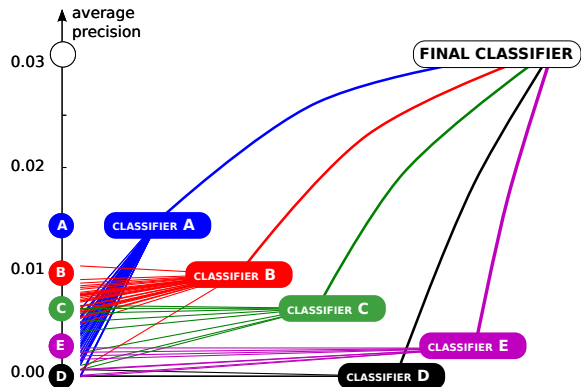 average
precision
0.03
FINAL CLASSIFIER
0.02
A
CLASSIFIER A
0.01
B
CLASSIFIER B
C
CLASSIFIER C
E
CLASSIFIER E
0.00
D
CLASSIFIER D